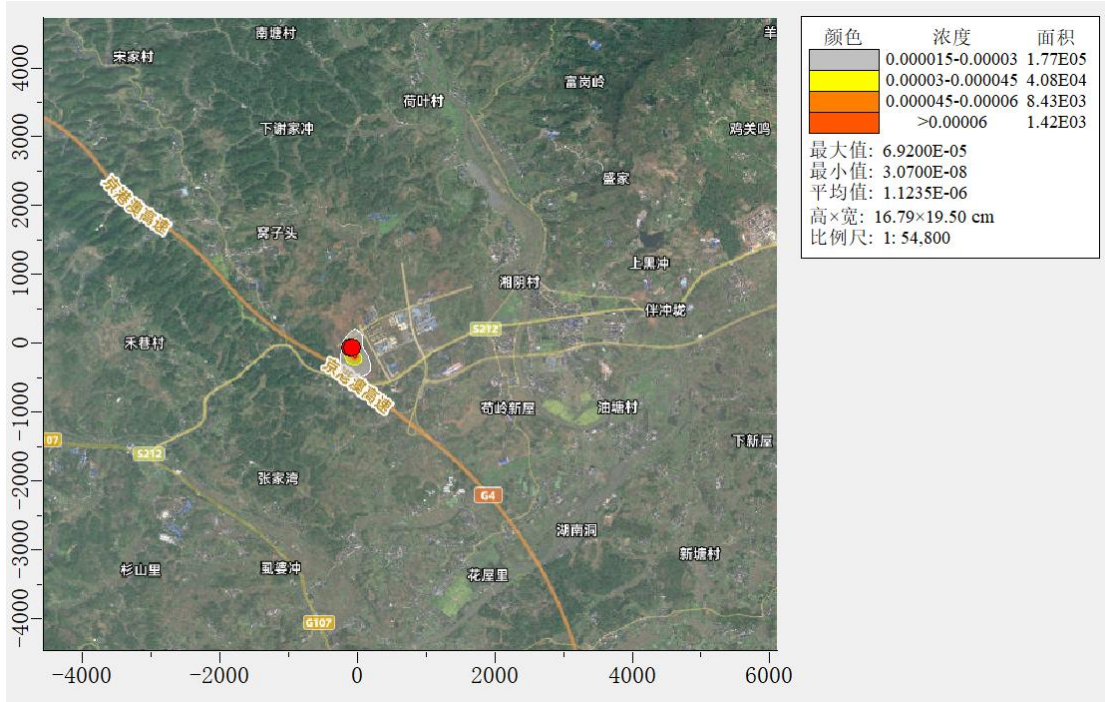 南塘村
羊
宋家村
4000
富岗岭
荷叶村
下谢家冲
鸡关鸣
3000
盛家
京港澳高速
2000
窝子头
上黑冲
1000
湘阴村
伴冲垅
S212
0
禾巷村
京港澳高速
苟岭新屋
油塘村
-1000
07
S212
下新屋
张家湾
-2000
G4
湖南洞
-3000
新塘村
杉山里
虱婆冲
花屋里
G107
-4000
-4000 -2000 0 2000 4000 6000
颜色 浓度 面积
0.000015-0.00003 1.77E05
0.00003-0.000045 4.08E04
0.000045-0.00006 8.43E03
>0.00006 1.42E03
最大值: 6.9200E-05
最小值: 3.0700E-08
平均值: 1.1235E-06
高×宽: 16.79×19.50 cm
比例尺: 1: 54,800